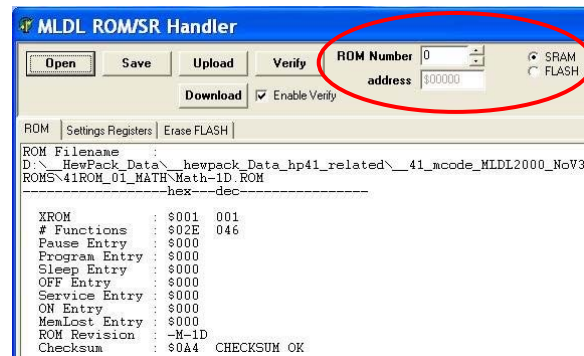 MLDL ROM/SR Handler
Open Save Upload Verify ROM Number 0 SRAM
FLASH
address $00000
Download Enable Verify
ROM Settings Registers Erase FLASH
ROM Filename :
D:\__HewPack_Data\__hewpack_Data_hp41_related\__41_mcode_MLDL2000_NoV3
ROMS\41ROM_01_MATH\Math-1D.ROM
------------------hex---dec----------------
XROM : $001 001
# Functions : $02E 046
Pause Entry : $000
Program Entry : $000
Sleep Entry : $000
OFF Entry : $000
Service Entry : $000
ON Entry : $000
MemLost Entry : $000
ROM Revision : -M-1D
Checksum : $0A4 CHECKSUM OK